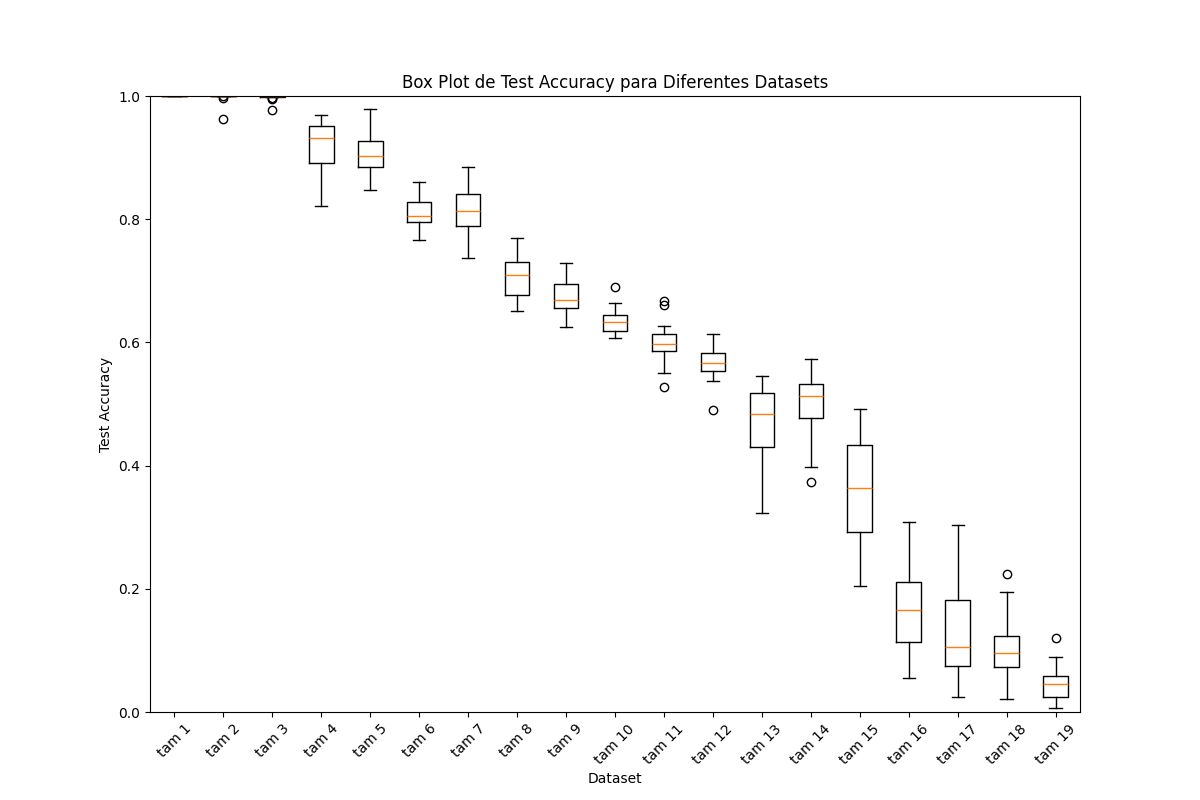 Box Plot de Test Accuracy para Diferentes Datasets
Test Accuracy
1.0
0.8
0.6
0.4
0.2
0.0
tam 1
tam 2
tam 3
tam 4
tam 5
tam 6
tam 7
tam 8
tam 9
tam 10
tam 11
tam 12
tam 13
tam 14
tam 15
tam 16
tam 17
tam 18
tam 19
Dataset